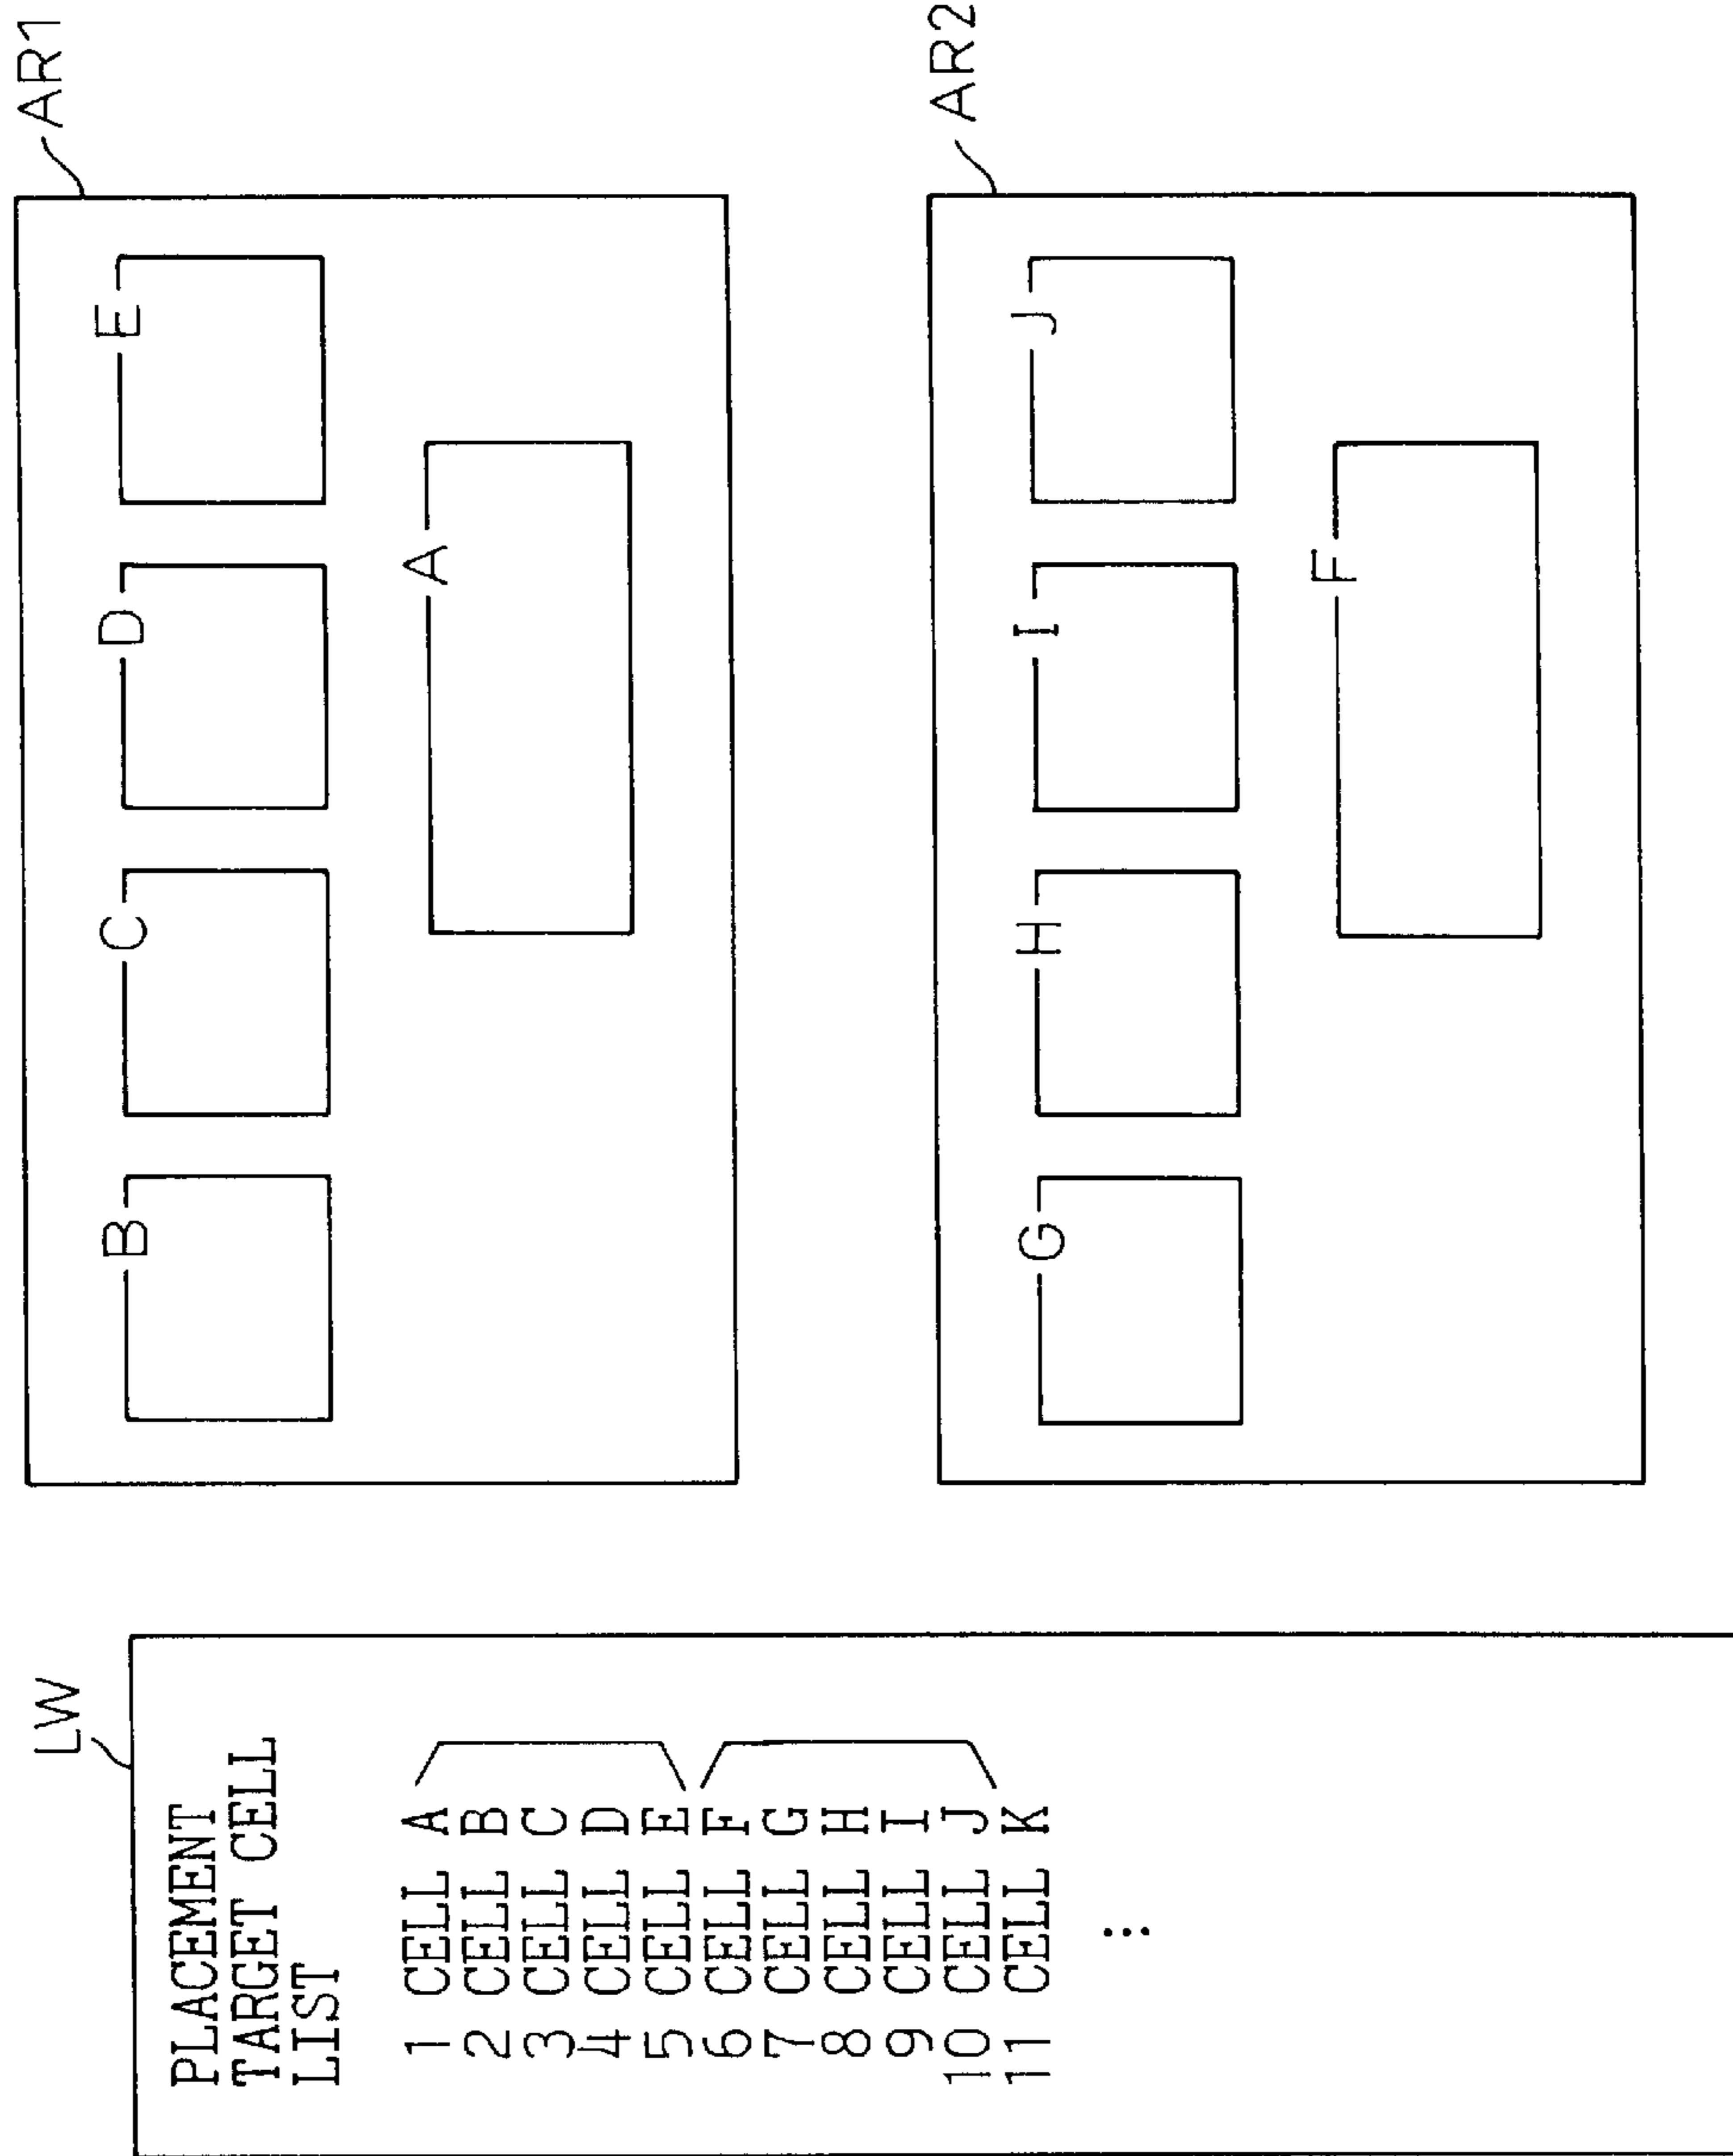 LW
PLACEMENT
TARGET CELL
LIST
1 CELL A
2 CELL B
3 CELL C
4 CELL D
5 CELL E
6 CELL F
7 CELL G
8 CELL H
9 CELL I
10 CELL J
11 CELL K
AR1
B C D E
A
AR2
G H I J
F